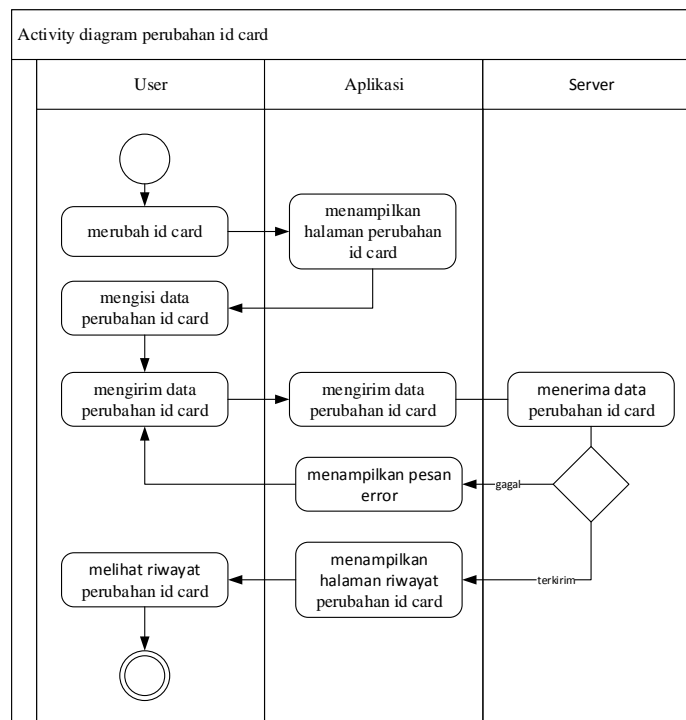 Activity diagram perubahan id card
User
Aplikasi
Server
merubah id card
menampilkan
halaman perubahan
id card
mengisi data
perubahan id card
mengirim data
perubahan id card
mengirim data
perubahan id card
menerima data
perubahan id card
menampilkan pesan
error
gagal
melihat riwayat
perubahan id card
menampilkan
halaman riwayat
perubahan id card
terkirim